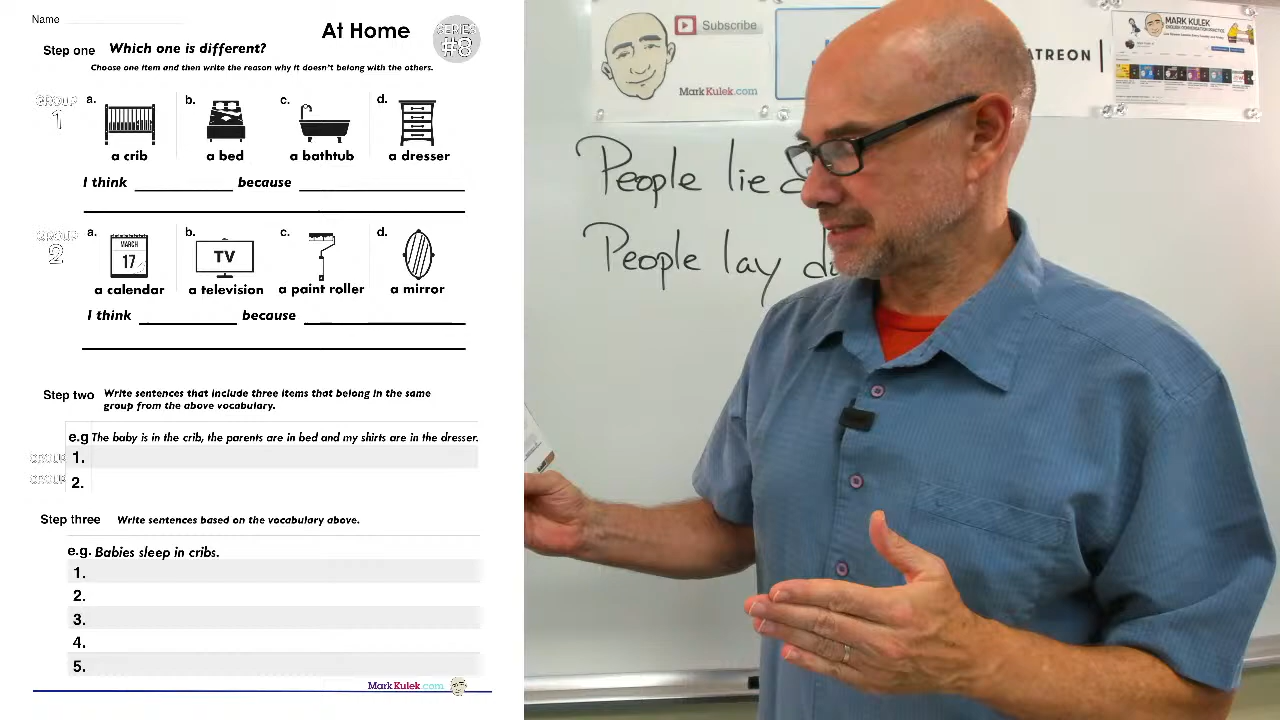 Name
At Home
SERIES
#8
Step one Which one is different?
Choose one item and then write the reason why it doesn't belong with the others.
GROUP
1
a. b. c. d.
a crib a bed a bathtub a dresser
I think because
GROUP
2
a. b. c. d.
MARCH
17
TV
a calendar a television a paint roller a mirror
I think because
Step two Write sentences that include three items that belong in the same
group from the above vocabulary.
e.g The baby is in the crib, the parents are in bed and my shirts are in the dresser.
GROUP 1.
GROUP 2.
Step three Write sentences based on the vocabulary above.
e.g. Babies sleep in cribs.
1.
2.
3.
4.
5.
MarkKulek.com
Subscribe
MarkKulek.com
ATREON
MARK KULEK
People lie
People lay